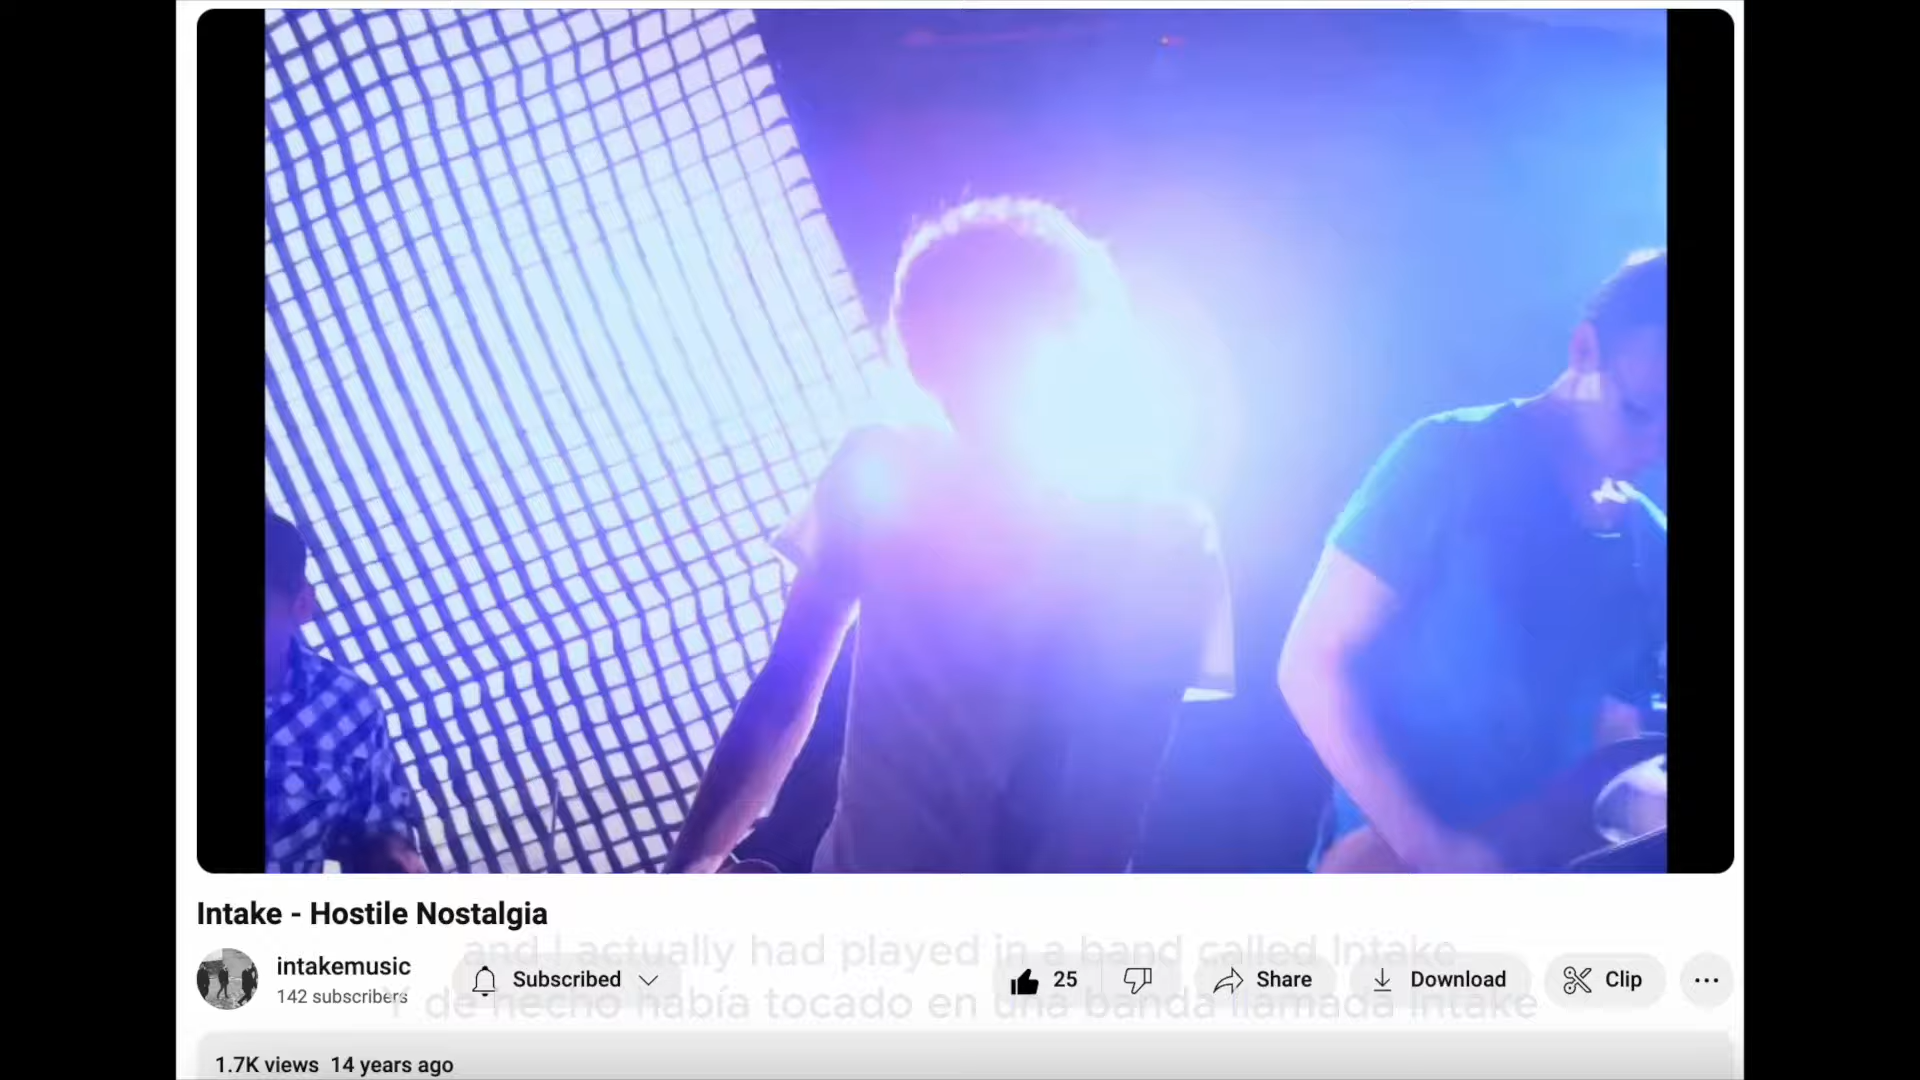 Intake - Hostile Nostalgia
and I actually had played in a band called Intake
intakemusic
142 subscribers
Subscribed
25
Share
Download
Clip
Y de hecho había tocado en una banda llamada Intake
1.7K views 14 years ago